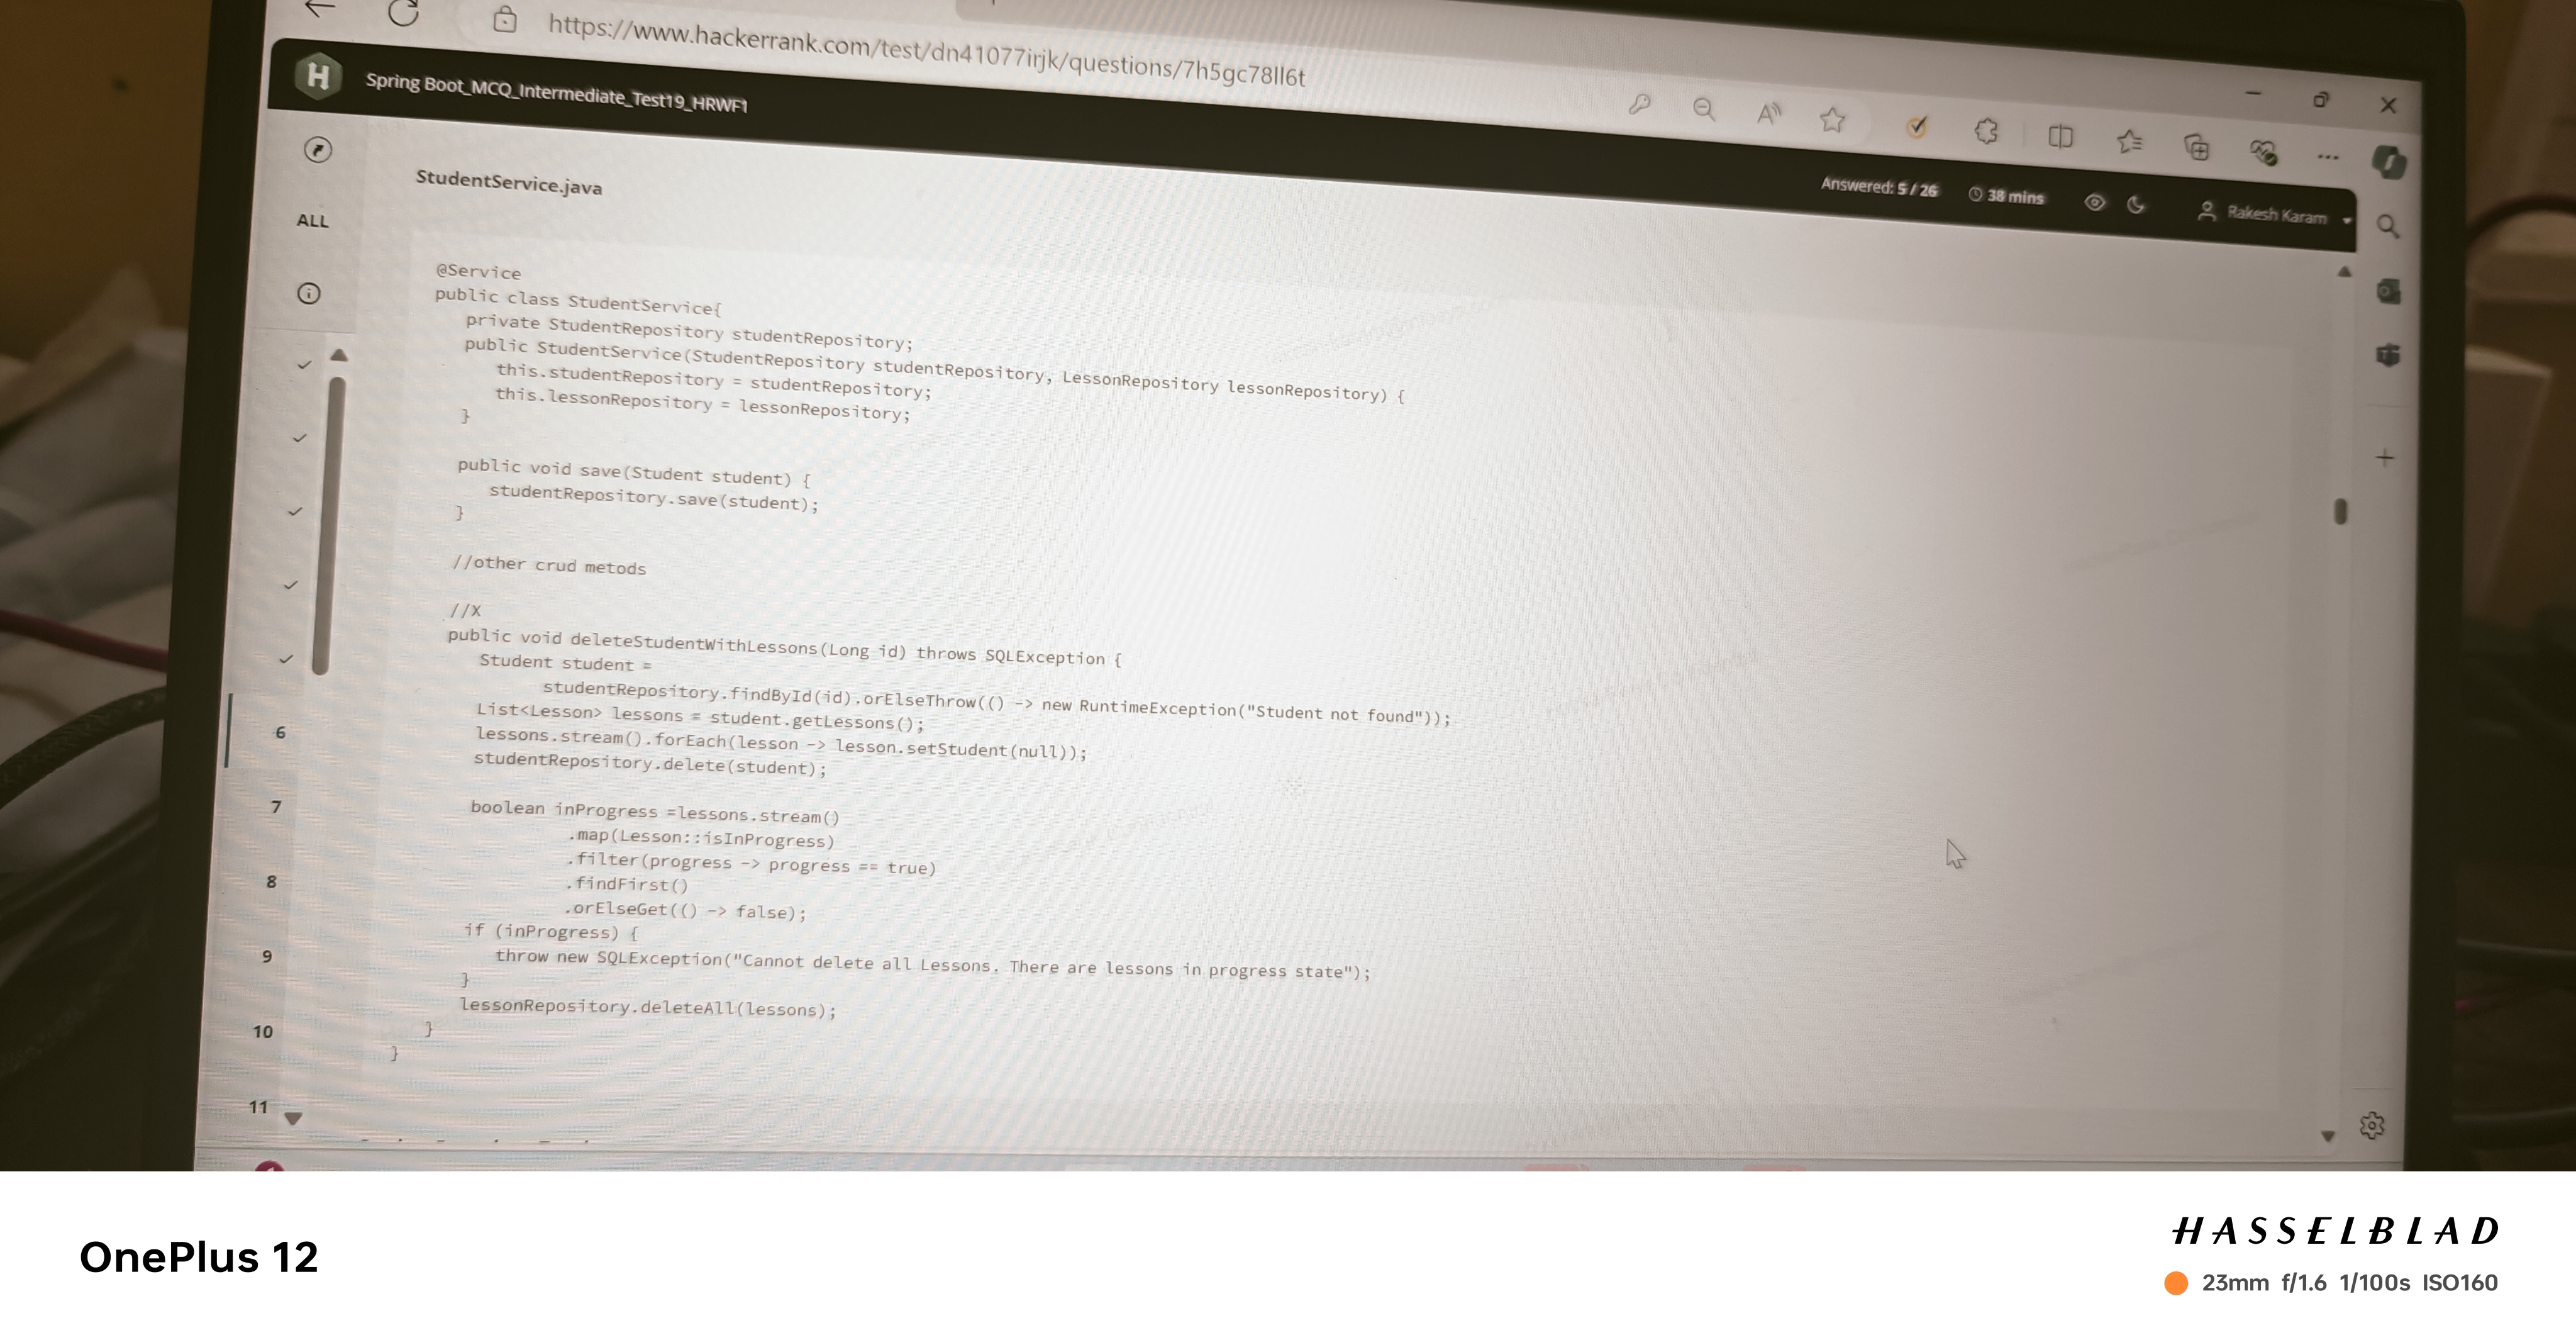 https://www.hackerrank.com/test/dn41077irjk/questions/7h5gc78ll6t
Spring Boot_MCQ_Intermediate_Test19_HRWF1
Answered: 5 / 26
38 mins
Rakesh Karam
ALL
6
7
8
9
10
11
StudentService.java
@Service
public class StudentService{
private StudentRepository studentRepository;
public StudentService(StudentRepository studentRepository, LessonRepository lessonRepository) {
this.studentRepository = studentRepository;
this.lessonRepository = lessonRepository;
}
public void save(Student student) {
studentRepository.save(student);
}
//other crud metods
//X
public void deleteStudentWithLessons(Long id) throws SQLException {
Student student =
studentRepository.findById(id).orElseThrow(() -> new RuntimeException("Student not found"));
List<Lesson> lessons = student.getLessons();
lessons.stream().forEach(lesson -> lesson.setStudent(null));
studentRepository.delete(student);
boolean inProgress =lessons.stream()
.map(Lesson::isInProgress)
.filter(progress -> progress == true)
.findFirst()
.orElseGet(() -> false);
if (inProgress) {
throw new SQLException("Cannot delete all Lessons. There are lessons in progress state");
}
lessonRepository.deleteAll(lessons);
}
}
OnePlus 12
HASSELBLAD
23mm f/1.6 1/100s ISO160